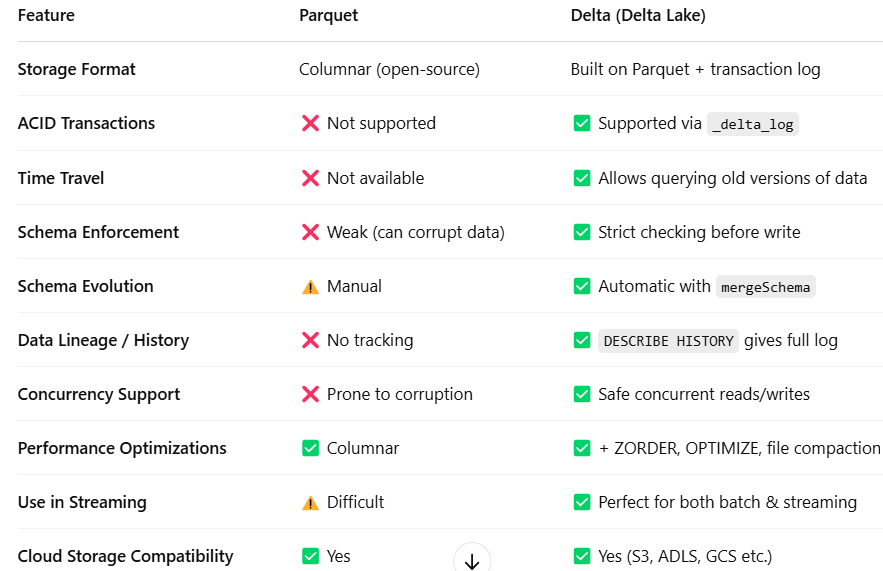 Feature Parquet Delta (Delta Lake)
Storage Format Columnar (open-source) Built on Parquet + transaction log
ACID Transactions ❌ Not supported ✅ Supported via _delta_log
Time Travel ❌ Not available ✅ Allows querying old versions of data
Schema Enforcement ❌ Weak (can corrupt data) ✅ Strict checking before write
Schema Evolution ⚠️ Manual ✅ Automatic with mergeSchema
Data Lineage / History ❌ No tracking ✅ DESCRIBE HISTORY gives full log
Concurrency Support ❌ Prone to corruption ✅ Safe concurrent reads/writes
Performance Optimizations ✅ Columnar ✅ + ZORDER, OPTIMIZE, file compaction
Use in Streaming ⚠️ Difficult ✅ Perfect for both batch & streaming
Cloud Storage Compatibility ✅ Yes ✅ Yes (S3, ADLS, GCS etc.)